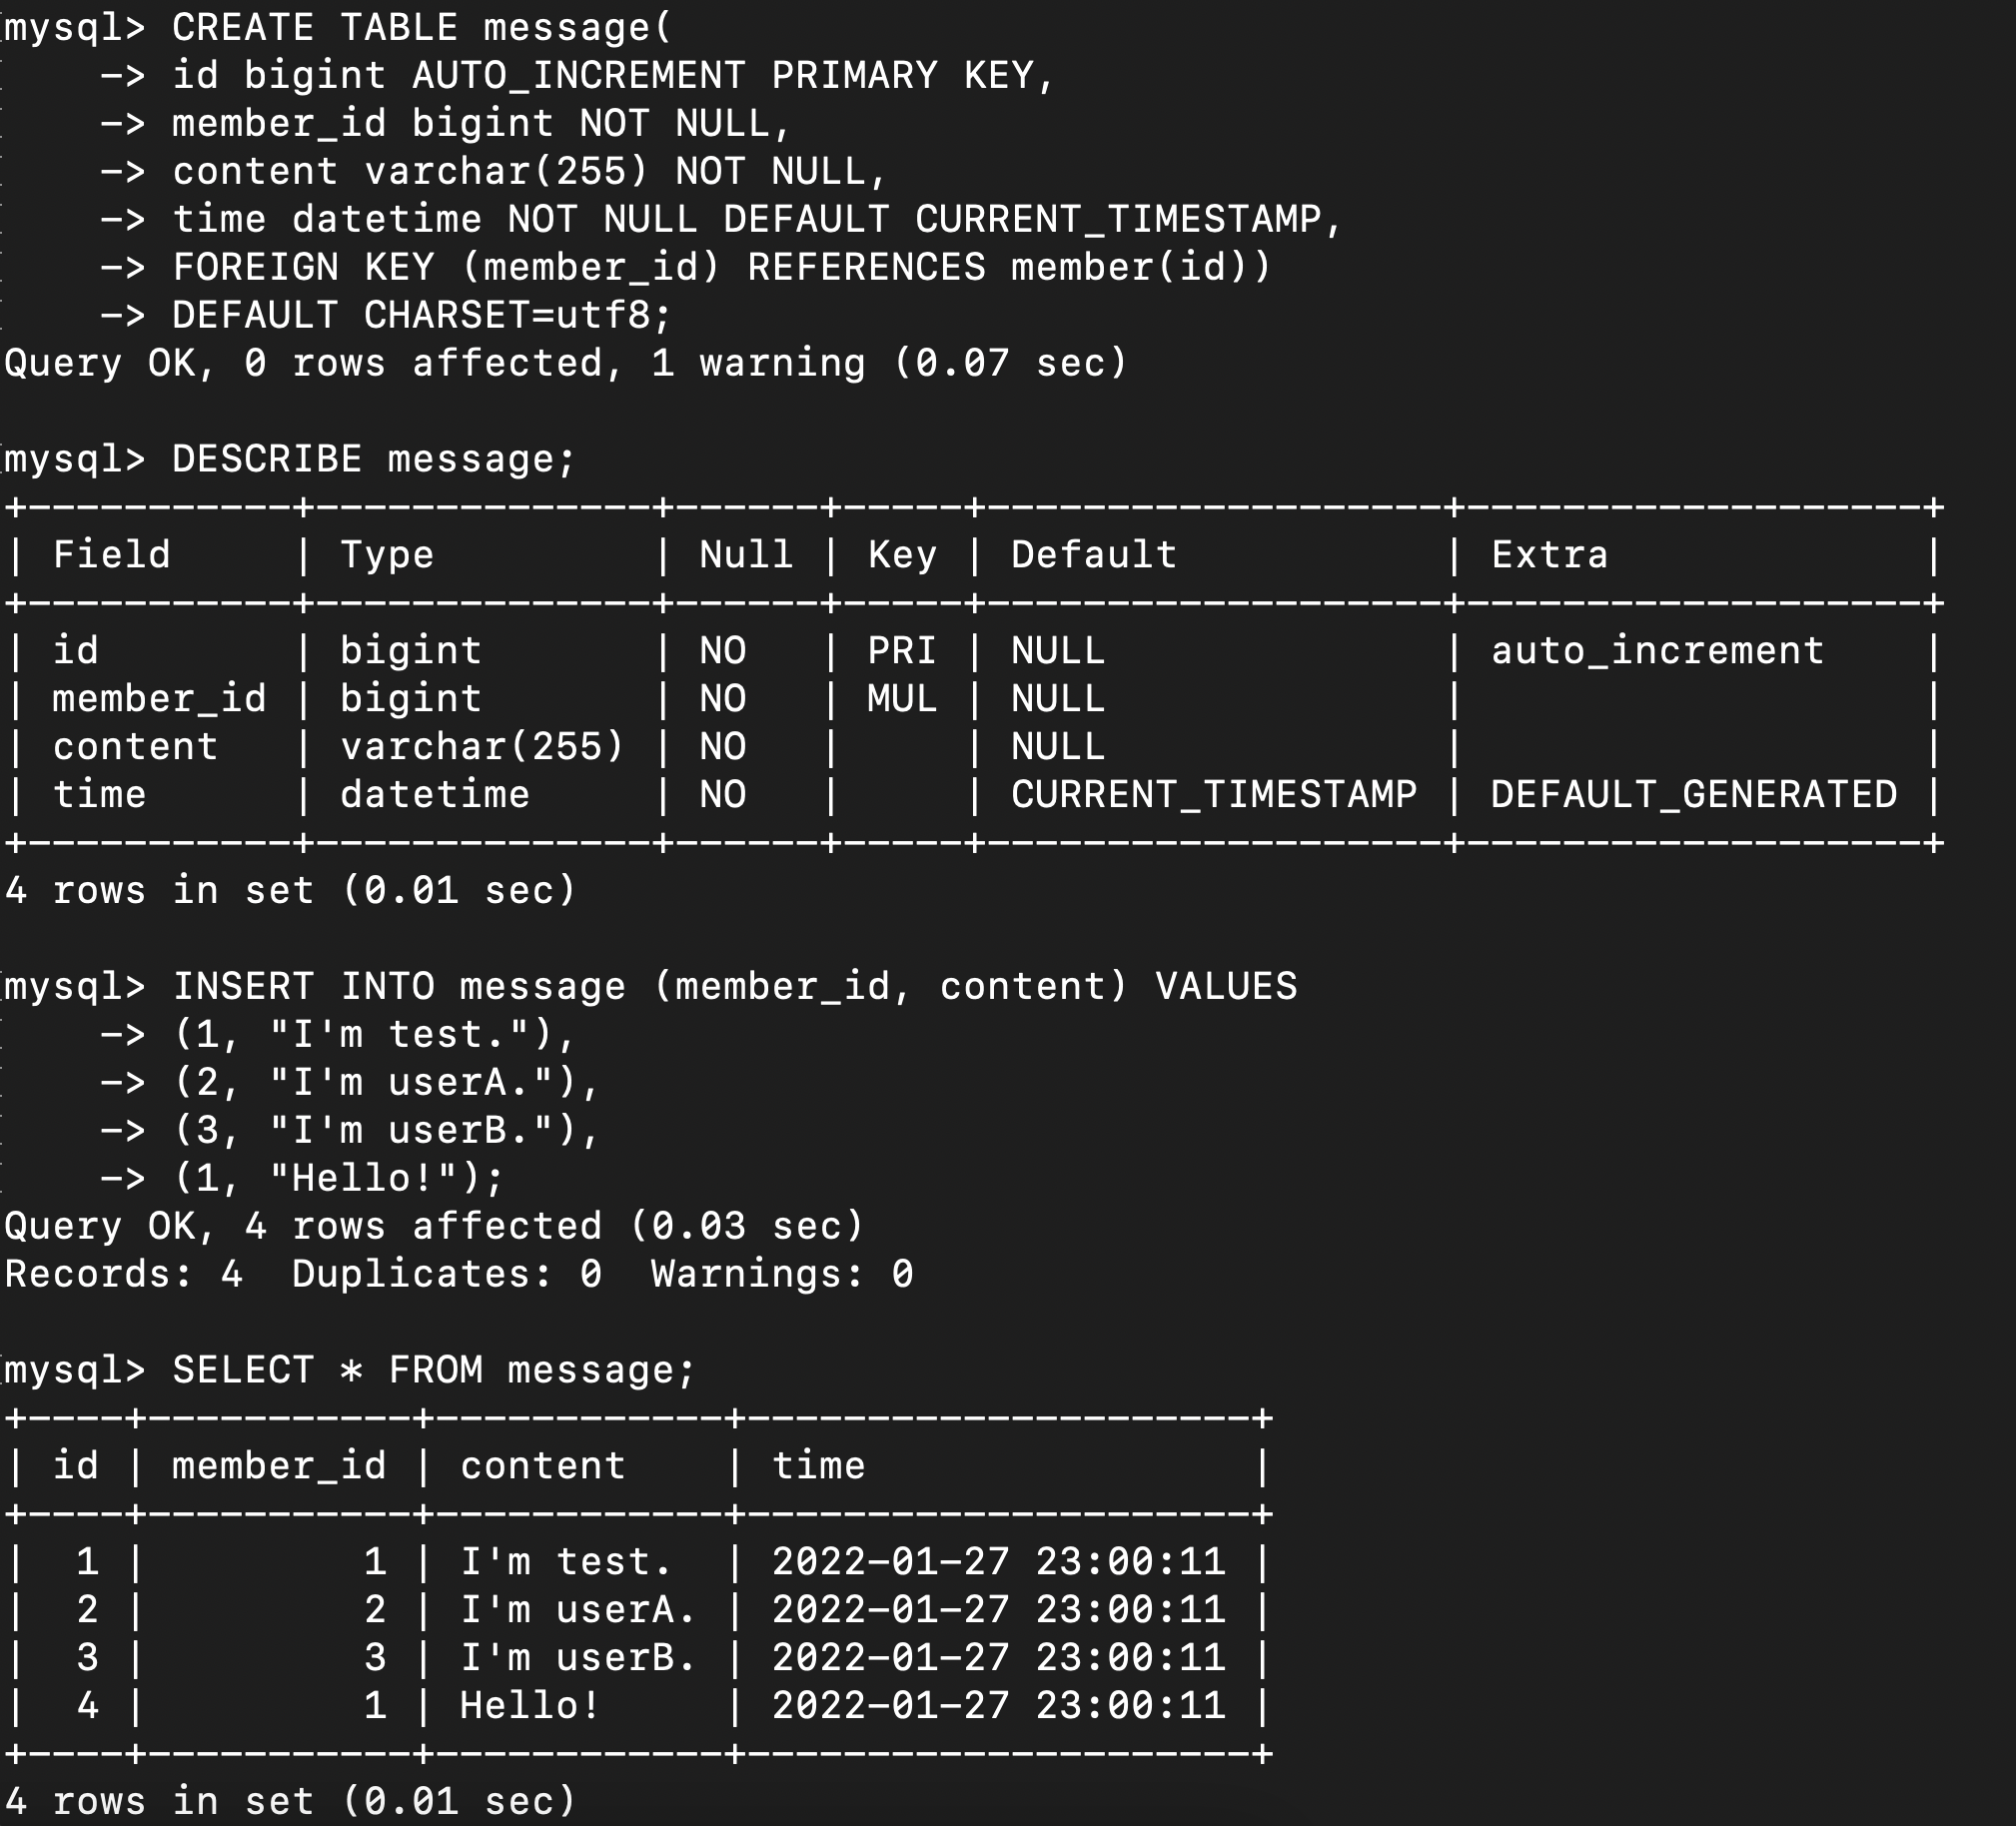 mysql> CREATE TABLE message(
    -> id bigint AUTO_INCREMENT PRIMARY KEY,
    -> member_id bigint NOT NULL,
    -> content varchar(255) NOT NULL,
    -> time datetime NOT NULL DEFAULT CURRENT_TIMESTAMP,
    -> FOREIGN KEY (member_id) REFERENCES member(id))
    -> DEFAULT CHARSET=utf8;
Query OK, 0 rows affected, 1 warning (0.07 sec)

mysql> DESCRIBE message;
+-----------+--------------+------+-----+-------------------+-------------------+
| Field     | Type         | Null | Key | Default           | Extra             |
+-----------+--------------+------+-----+-------------------+-------------------+
| id        | bigint       | NO   | PRI | NULL              | auto_increment    |
| member_id | bigint       | NO   | MUL | NULL              |                   |
| content   | varchar(255) | NO   |     | NULL              |                   |
| time      | datetime     | NO   |     | CURRENT_TIMESTAMP | DEFAULT_GENERATED |
+-----------+--------------+------+-----+-------------------+-------------------+
4 rows in set (0.01 sec)

mysql> INSERT INTO message (member_id, content) VALUES
    -> (1, "I'm test."),
    -> (2, "I'm userA."),
    -> (3, "I'm userB."),
    -> (1, "Hello!");
Query OK, 4 rows affected (0.03 sec)
Records: 4  Duplicates: 0  Warnings: 0

mysql> SELECT * FROM message;
+----+-----------+------------+---------------------+
| id | member_id | content    | time                |
+----+-----------+------------+---------------------+
|  1 |         1 | I'm test.  | 2022-01-27 23:00:11 |
|  2 |         2 | I'm userA. | 2022-01-27 23:00:11 |
|  3 |         3 | I'm userB. | 2022-01-27 23:00:11 |
|  4 |         1 | Hello!     | 2022-01-27 23:00:11 |
+----+-----------+------------+---------------------+
4 rows in set (0.01 sec)